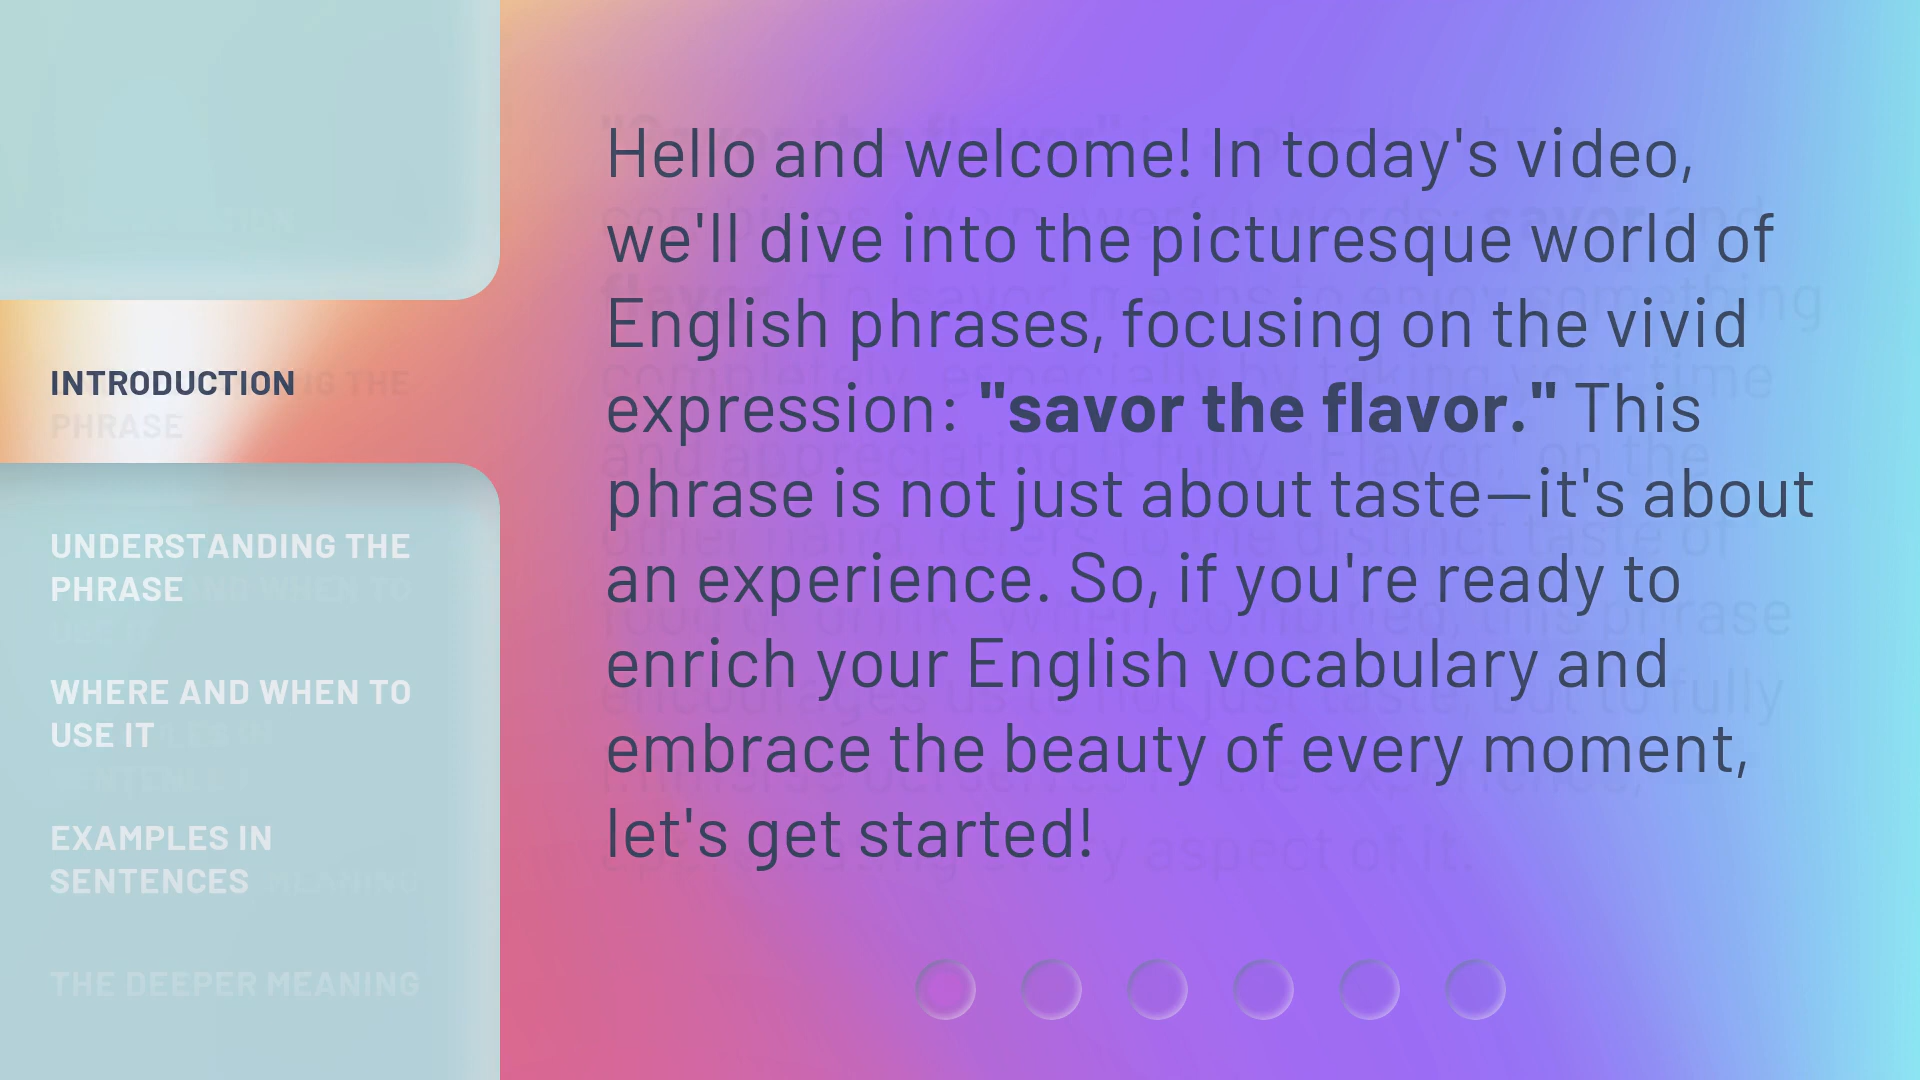 INTRODUCTION
UNDERSTANDING THE
PHRASE
WHERE AND WHEN TO
USE IT
EXAMPLES IN
SENTENCES
THE DEEPER MEANING
Hello and welcome! In today's video,
we'll dive into the picturesque world of
English phrases, focusing on the vivid
expression: "savor the flavor." This
phrase is not just about taste—it's about
an experience. So, if you're ready to
enrich your English vocabulary and
embrace the beauty of every moment,
let's get started!